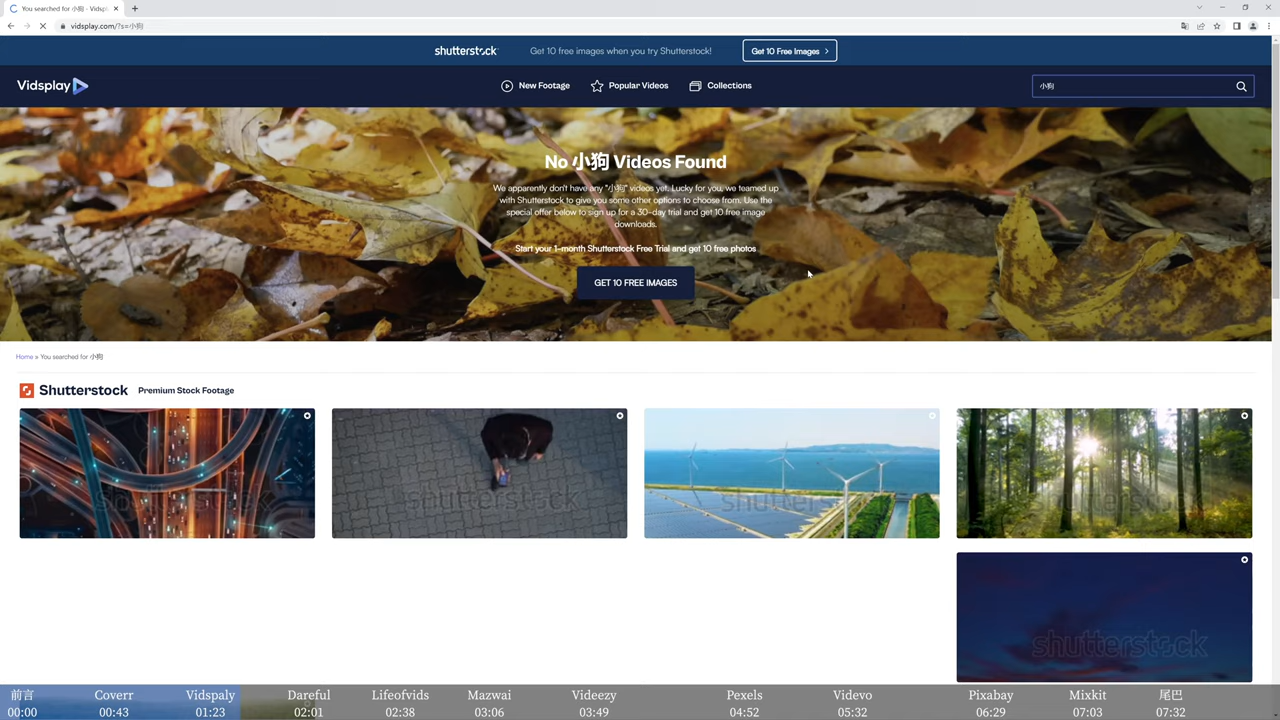 You searched for 小狗 - Vidspl
vidsplay.com/?s=小狗
shutterstock
Get 10 free images when you try Shutterstock!
Get 10 Free Images
Vidsplay
New Footage
Popular Videos
Collections
小狗
No 小狗 Videos Found
We apparently don't have any "小狗" videos yet. Lucky for you, we teamed up
with Shutterstock to give you some other options to choose from. Use the
special offer below to sign up for a 30-day trial and get 10 free image
downloads.
Start your 1-month Shutterstock Free Trial and get 10 free photos
GET 10 FREE IMAGES
Home » You searched for 小狗
Shutterstock
Premium Stock Footage
shutterstock
shutterstock
shutterstock
shutterstock
shutterstock
前言 Coverr Vidspaly Dareful Lifeofvids Mazwai Videezy Pexels Videvo Pixabay Mixkit 尾巴
00:00 00:43 01:23 02:01 02:38 03:06 03:49 04:52 05:32 06:29 07:03 07:32